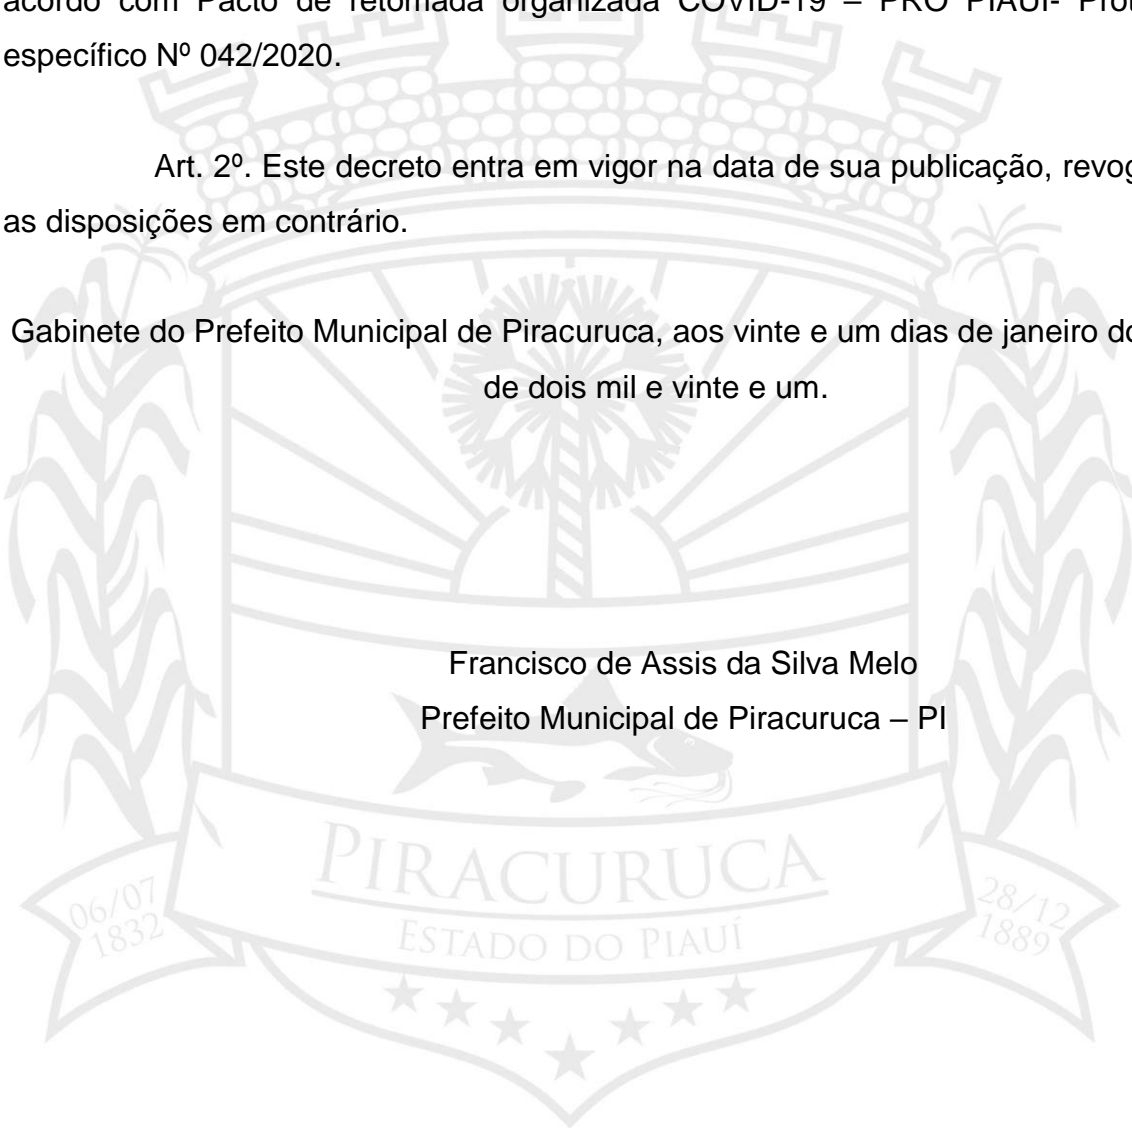 acordo com Pacto de retomada organizada COVID-19 – PRO PIAUÍ- Prot
específico Nº 042/2020.
Art. 2º. Este decreto entra em vigor na data de sua publicação, revog
as disposições em contrário.
Gabinete do Prefeito Municipal de Piracuruca, aos vinte e um dias de janeiro do
de dois mil e vinte e um.
Francisco de Assis da Silva Melo
Prefeito Municipal de Piracuruca – PI
PIRACURUCA
ESTADO DO PIAUÍ
06/07
1832
28/12
1889